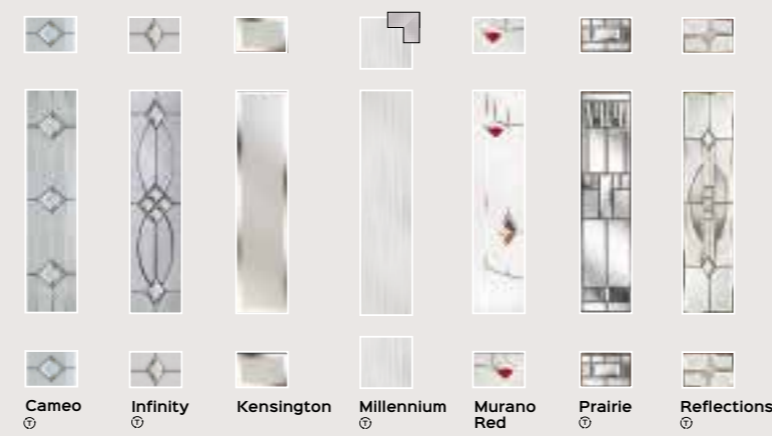 Cameo
Ⓣ
Infinity
Ⓣ
Kensington
Millennium
Ⓣ
Murano
Red
Prairie
Ⓣ
Reflections
Ⓣ